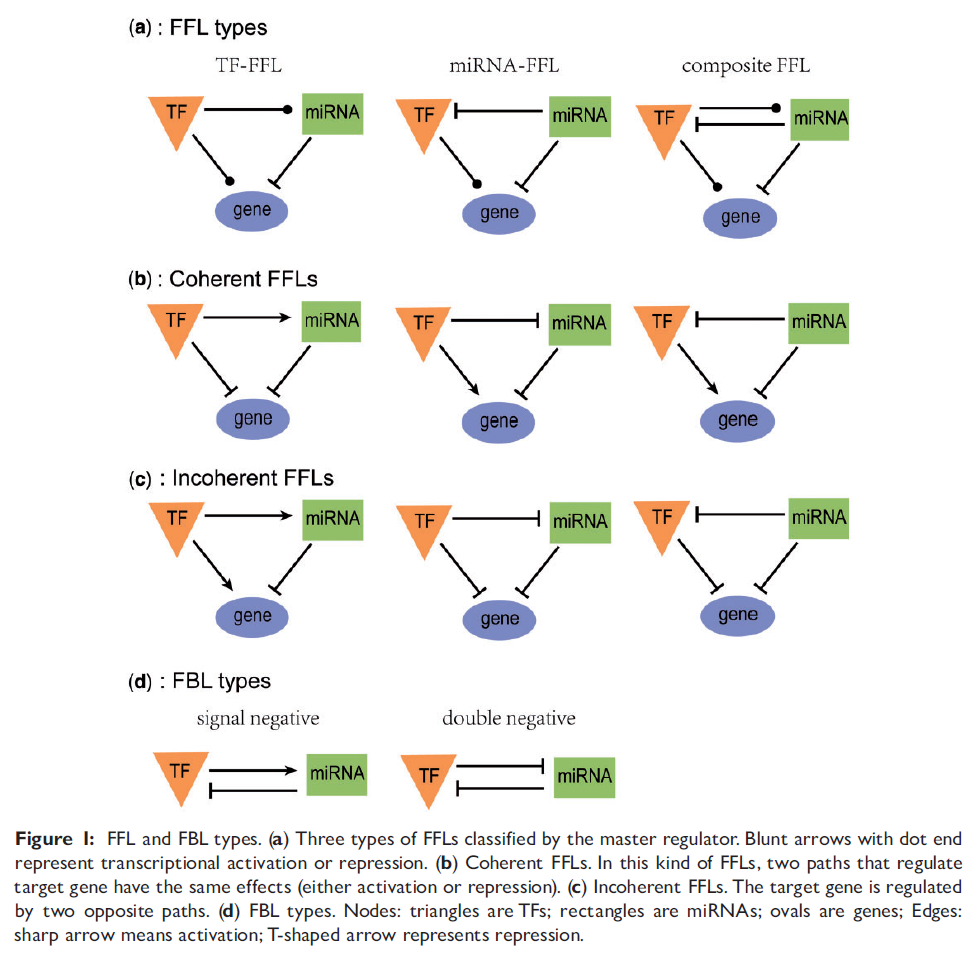 (a) : FFL types
TF-FFL miRNA-FFL composite FFL
TF miRNA TF miRNA TF miRNA
gene gene gene
(b) : Coherent FFLs
TF miRNA TF miRNA TF miRNA
gene gene gene
(c) : Incoherent FFLs
TF miRNA TF miRNA TF miRNA
gene gene gene
(d) : FBL types
signal negative double negative
TF miRNA TF miRNA
Figure 1: FFL and FBL types. (a) Three types of FFLs classified by the master regulator. Blunt arrows with dot end
represent transcriptional activation or repression. (b) Coherent FFLs. In this kind of FFLs, two paths that regulate
target gene have the same effects (either activation or repression). (c) Incoherent FFLs. The target gene is regulated
by two opposite paths. (d) FBL types. Nodes: triangles are TFs; rectangles are miRNAs; ovals are genes; Edges:
sharp arrow means activation; T-shaped arrow represents repression.